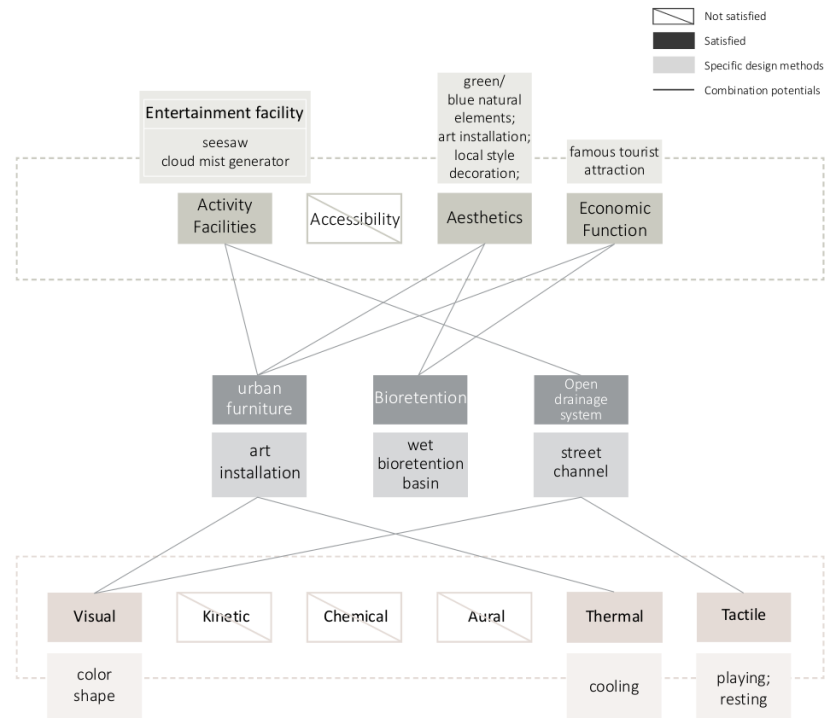 Not satisfied
Satisfied
Specific design methods
Combination potentials
Entertainment facility
seesaw
cloud mist generator
green/
blue natural
elements;
art installation;
local style
decoration;
famous tourist
attraction
Activity
Facilities
Accessibility
Aesthetics
Economic
Function
urban
furniture
Bioretention
Open
drainage
system
art
installation
wet
bioretention
basin
street
channel
Visual
Kinetic
Chemical
Aural
Thermal
Tactile
color
shape
cooling
playing;
resting